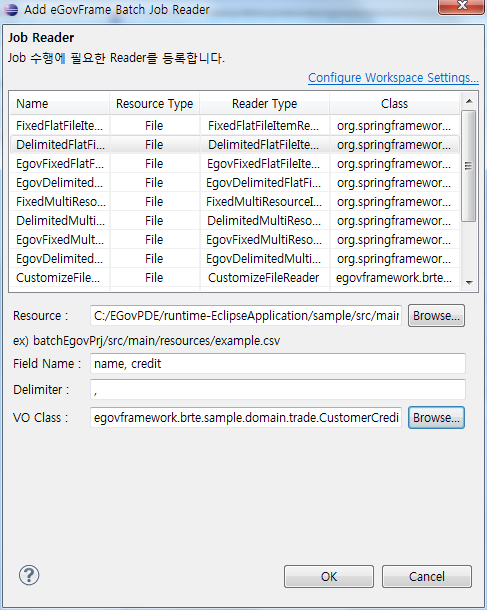 Add eGovFrame Batch Job Reader
Job Reader
Job 수행에 필요한 Reader를 등록합니다.
Configure Workspace Settings...
Name Resource Type Reader Type Class
FixedFlatFileIte... File FixedFlatFileItemRe... org.springframewor...
DelimitedFlatFi... File DelimitedFlatFileIte... org.springframewor...
EgovFixedFlatF... File EgovFixedFlatFileIte... org.springframewor...
EgovDelimited... File EgovDelimitedFlatFi... org.springframewor...
FixedMultiReso... File FixedMultiResourceI... org.springframewor...
DelimitedMulti... File DelimitedMultiReso... org.springframewor...
EgovFixedMult... File EgovFixedMultiReso... org.springframewor...
EgovDelimited... File EgovDelimitedMulti... org.springframewor...
CustomizeFile... File CustomizeFileReader egovframework.brte...
Resource : C:/EGovPDE/runtime-EclipseApplication/sample/src/mair Browse...
ex) batchEgovPrj/src/main/resources/example.csv
Field Name : name, credit
Delimiter : ,
VO Class : egovframework.brte.sample.domain.trade.CustomerCredi Browse...
? OK Cancel